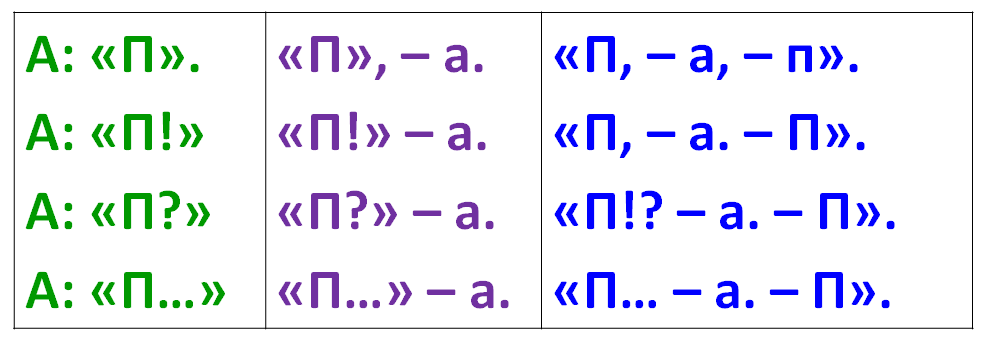 А: «П». «П», – а. «П, – а, – п».
А: «П!» «П!» – а. «П, – а. – П».
А: «П?» «П?» – а. «П!? – а. – П».
А: «П...» «П...» – а. «П... – а. – П».